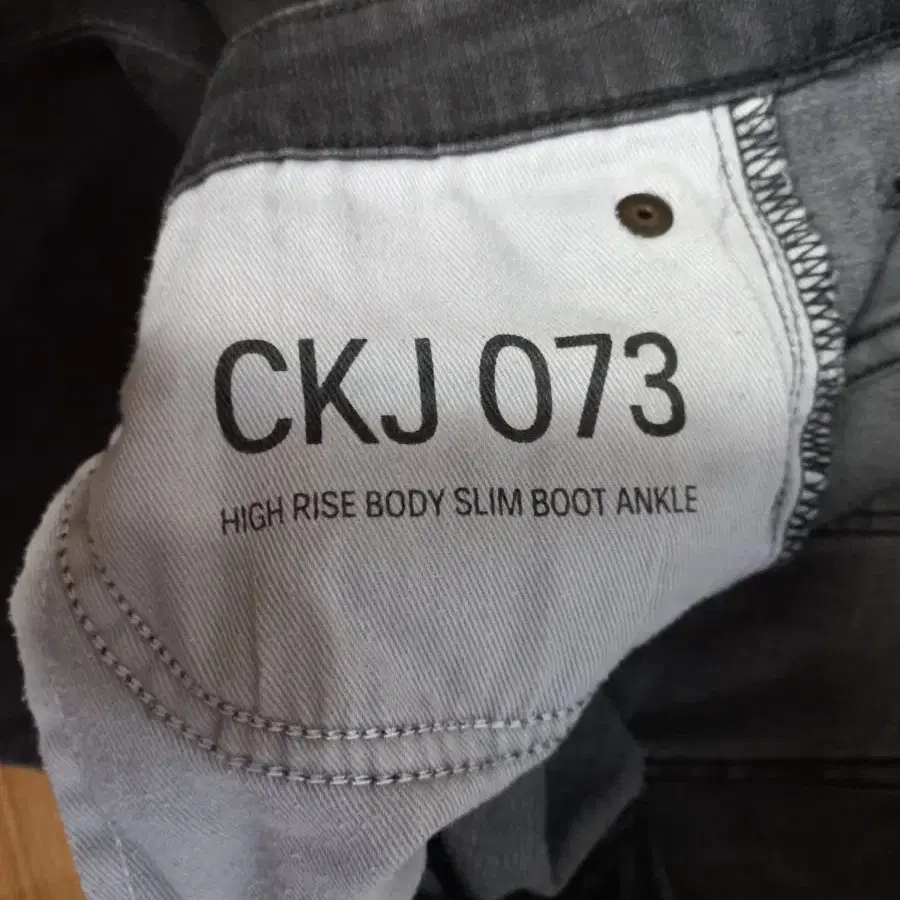 CKJ 073
HIGH RISE BODY SLIM BOOT ANKLE